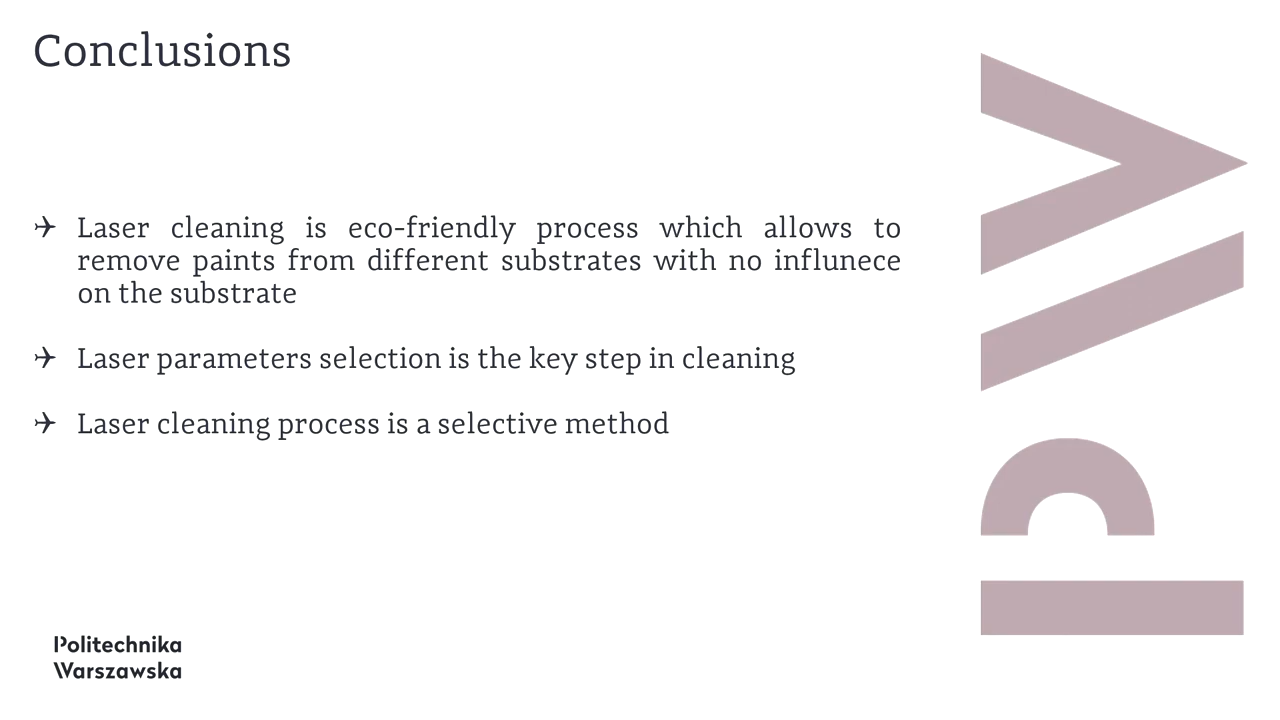 Conclusions
✈ Laser cleaning is eco-friendly process which allows to
remove paints from different substrates with no influnece
on the substrate
✈ Laser parameters selection is the key step in cleaning
✈ Laser cleaning process is a selective method
PW
Politechnika
Warszawska